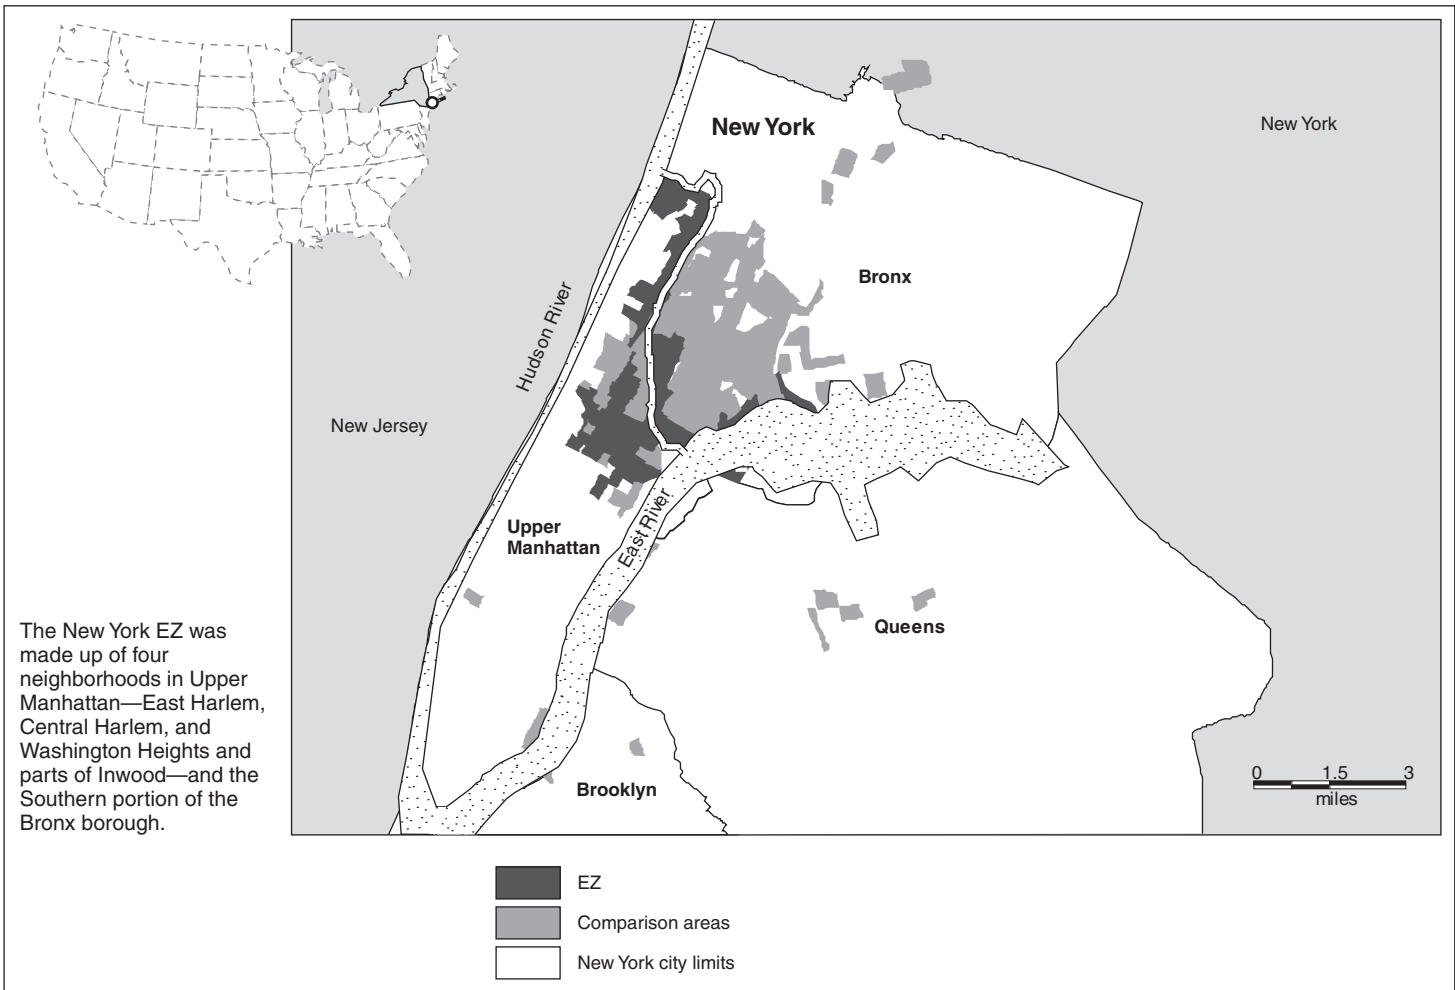 New York
New York
Bronx
Hudson River
New Jersey
Upper
Manhattan
East River
Queens
Brooklyn
0 1.5 3
miles
The New York EZ was
made up of four
neighborhoods in Upper
Manhattan—East Harlem,
Central Harlem, and
Washington Heights and
parts of Inwood—and the
Southern portion of the
Bronx borough.
EZ
Comparison areas
New York city limits